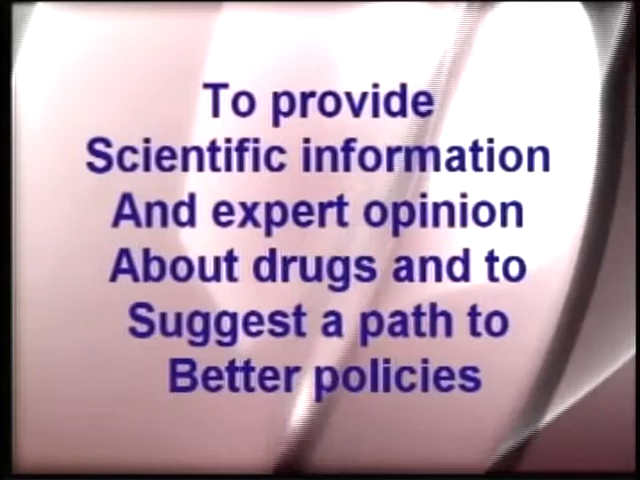 To provide
Scientific information
And expert opinion
About drugs and to
Suggest a path to
Better policies